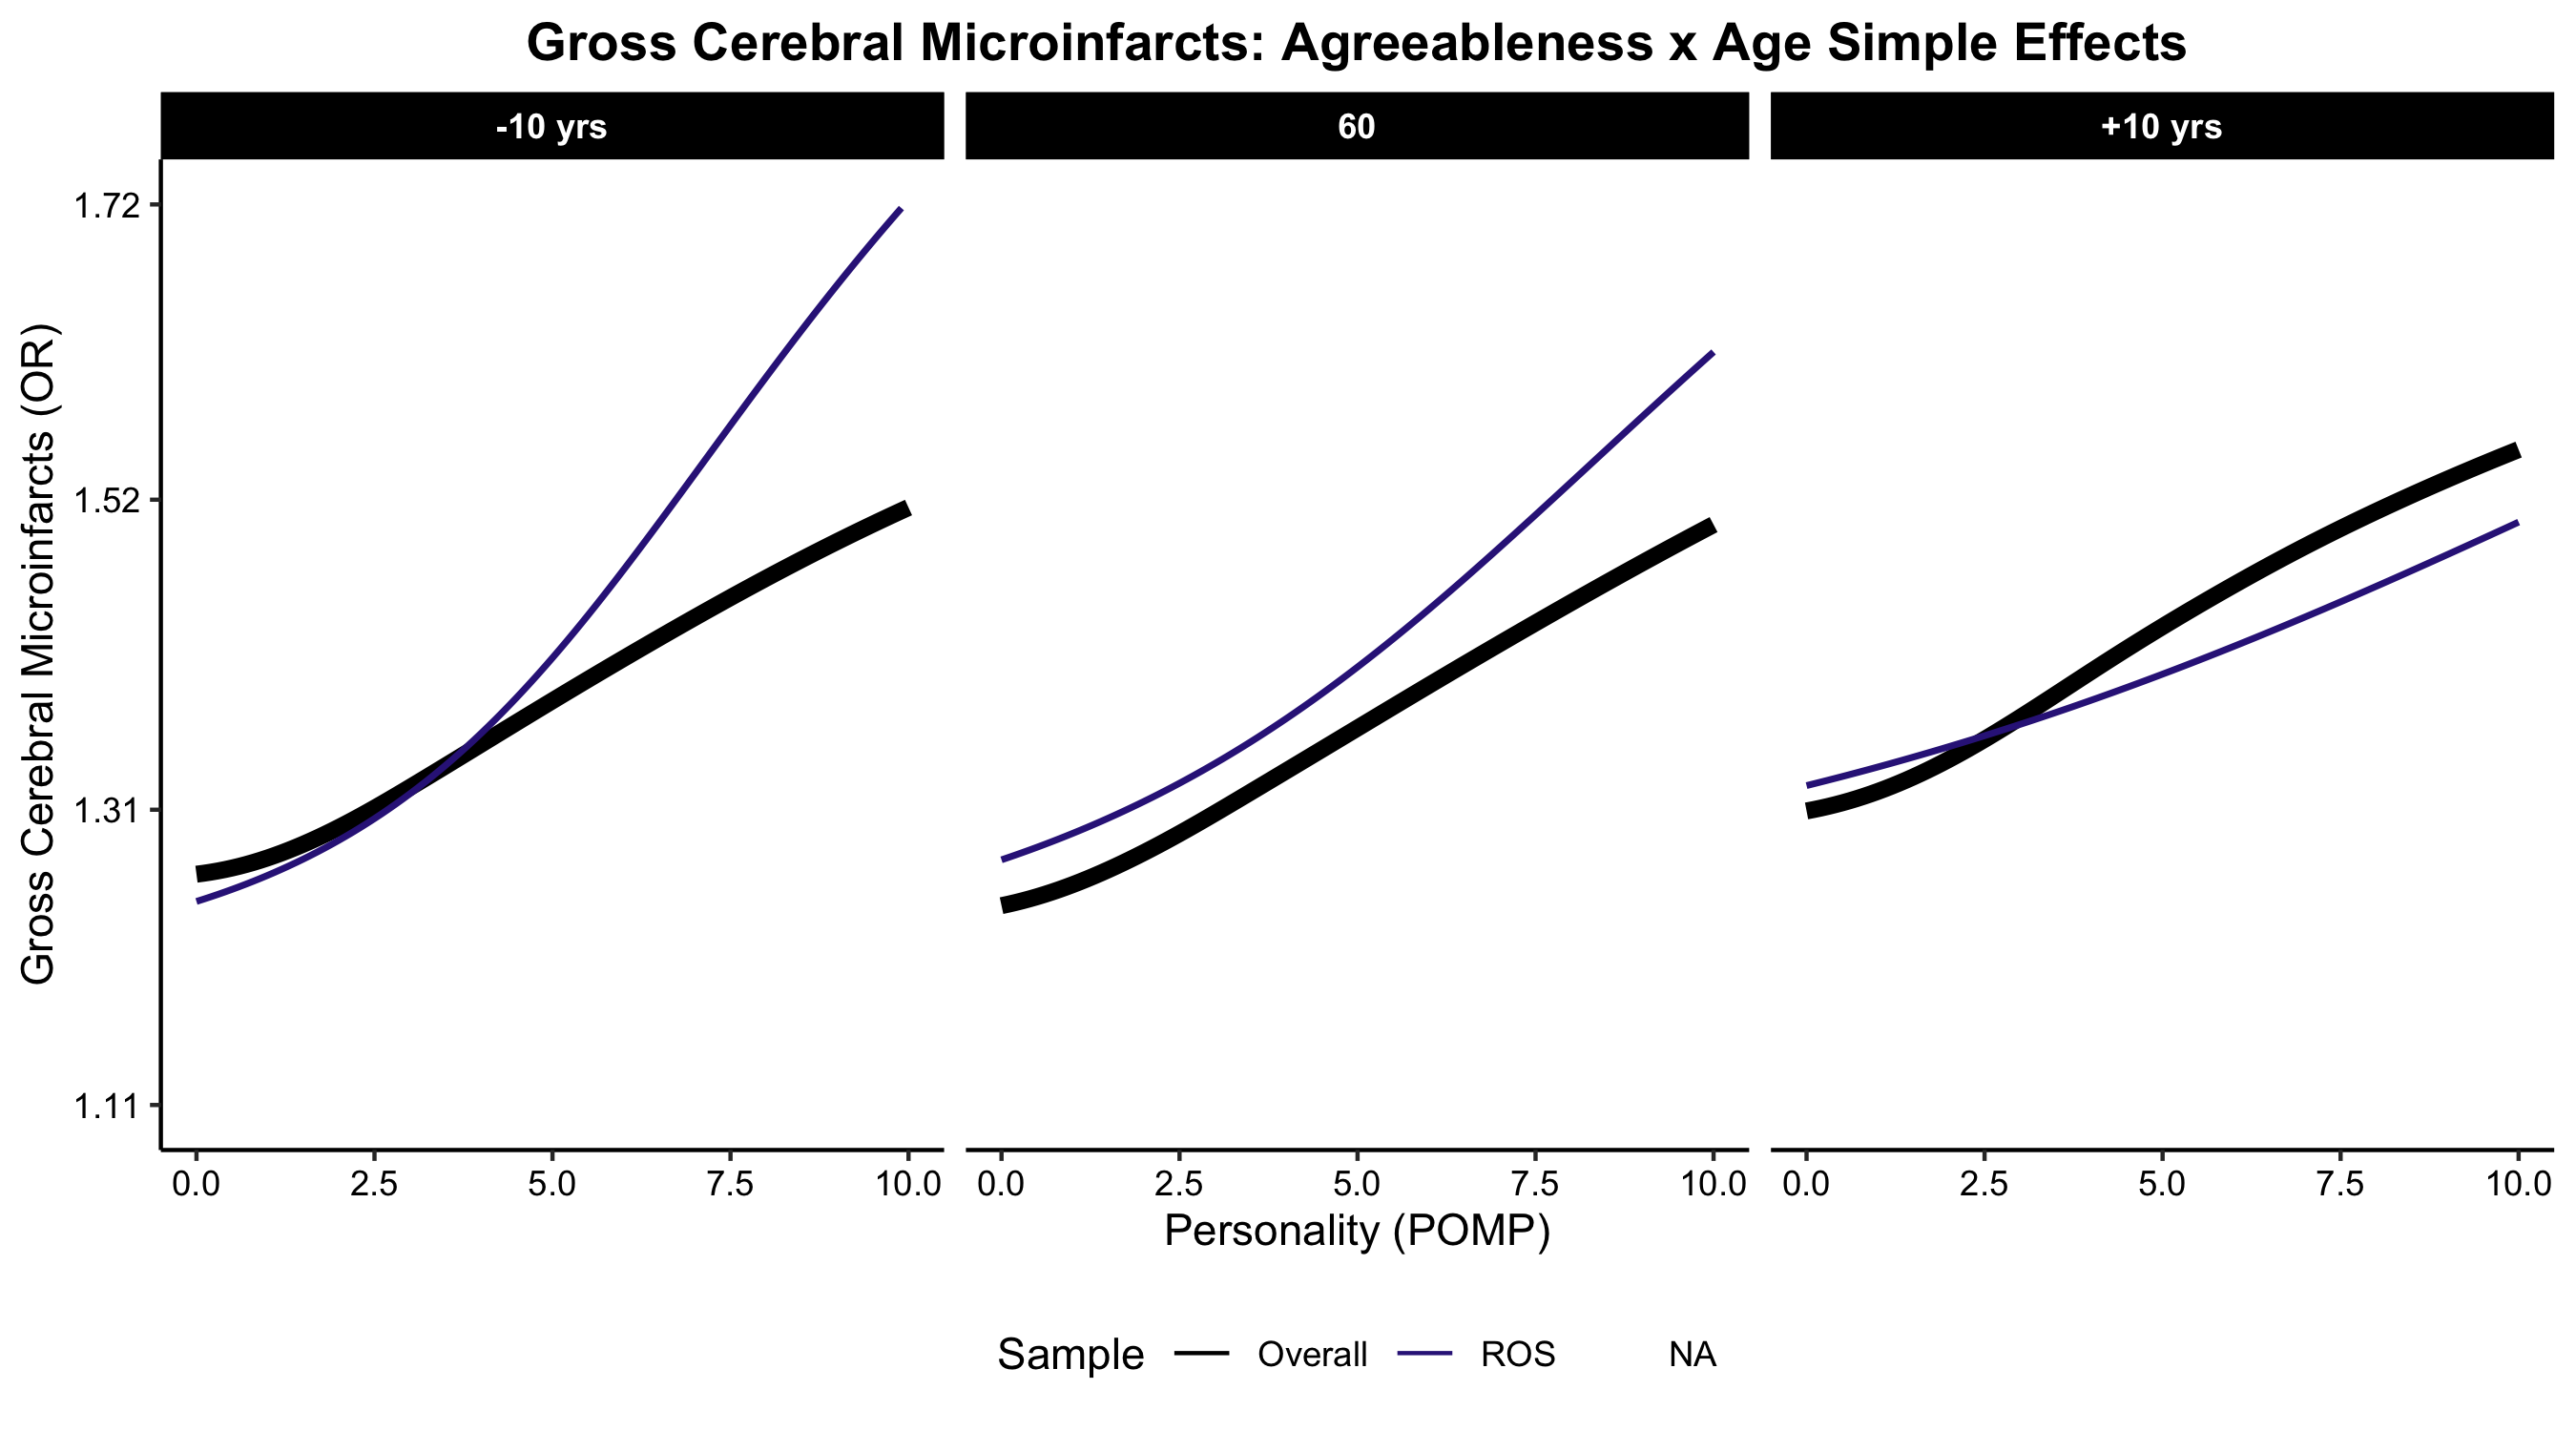 Gross Cerebral Microinfarcts: Agreeableness x Age Simple Effects
-10 yrs
60
+10 yrs
Gross Cerebral Microinfarcts (OR)
1.72
1.52
1.31
1.11
0.0 2.5 5.0 7.5 10.0
0.0 2.5 5.0 7.5 10.0
0.0 2.5 5.0 7.5 10.0
Personality (POMP)
Sample Overall ROS NA